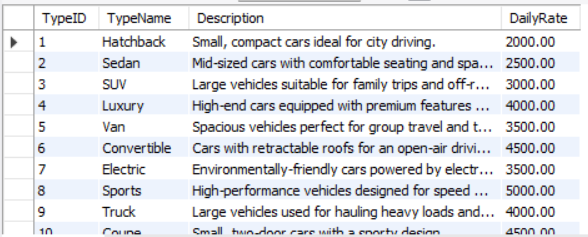 TypeID TypeName Description DailyRate
1 Hatchback Small, compact cars ideal for city driving. 2000.00
2 Sedan Mid-sized cars with comfortable seating and spa... 2500.00
3 SUV Large vehicles suitable for family trips and off-r... 3000.00
4 Luxury High-end cars equipped with premium features ... 4000.00
5 Van Spacious vehicles perfect for group travel and t... 3500.00
6 Convertible Cars with retractable roofs for an open-air drivi... 4500.00
7 Electric Environmentally-friendly cars powered by electr... 3500.00
8 Sports High-performance vehicles designed for speed ... 5000.00
9 Truck Large vehicles used for hauling heavy loads and... 4000.00
10 Coupe Small, two-door cars with a sporty design 4500.00